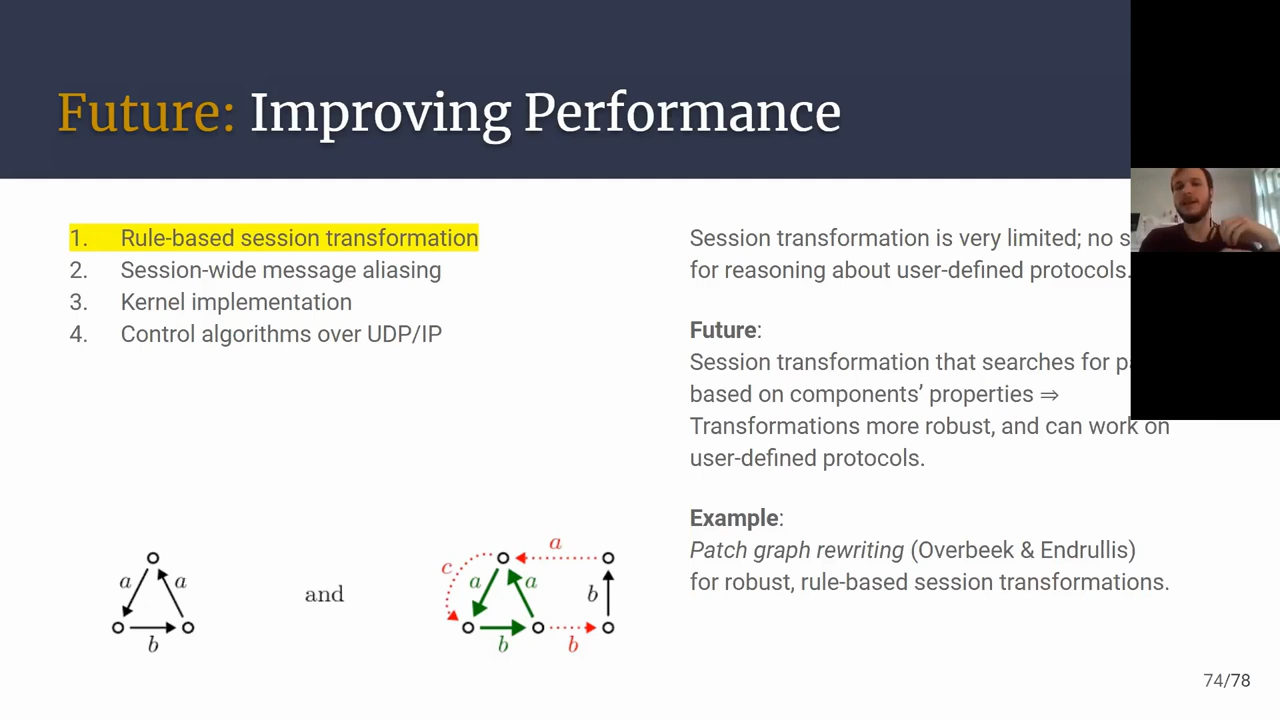 Future: Improving Performance
1. Rule-based session transformation
2. Session-wide message aliasing
3. Kernel implementation
4. Control algorithms over UDP/IP
Session transformation is very limited; no
for reasoning about user-defined protocols.
Future:
Session transformation that searches for
based on components’ properties ⇒
Transformations more robust, and can work on
user-defined protocols.
Example:
Patch graph rewriting (Overbeek & Endrullis)
for robust, rule-based session transformations.
a a
b
and
a
c a a b
b b
74/78